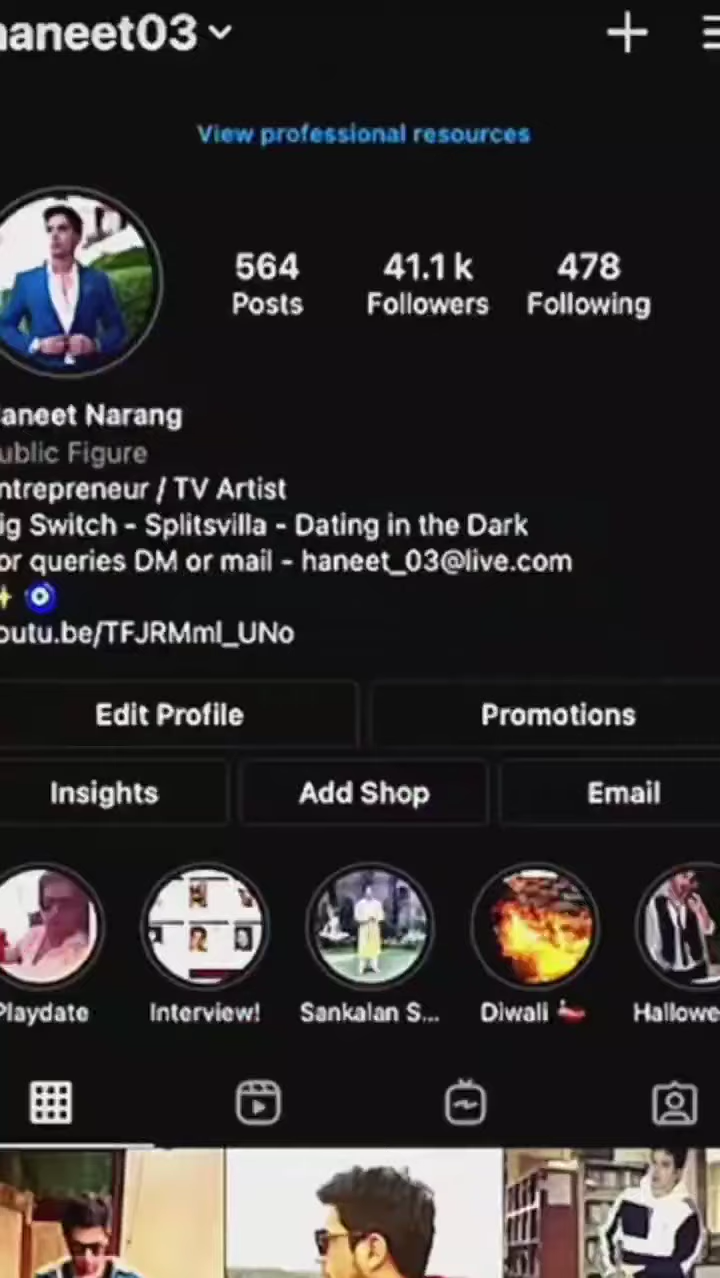 haneet03
View professional resources
564
Posts
41.1 k
Followers
478
Following
aneet Narang
ublic Figure
ntrepreneur / TV Artist
ig Switch - Splitsvilla - Dating in the Dark
or queries DM or mail - haneet_03@live.com
outu.be/TFJRMmI_UNo
Edit Profile
Promotions
Insights
Add Shop
Email
Playdate
Interview!
Sankalan S...
Diwali
Hallowe